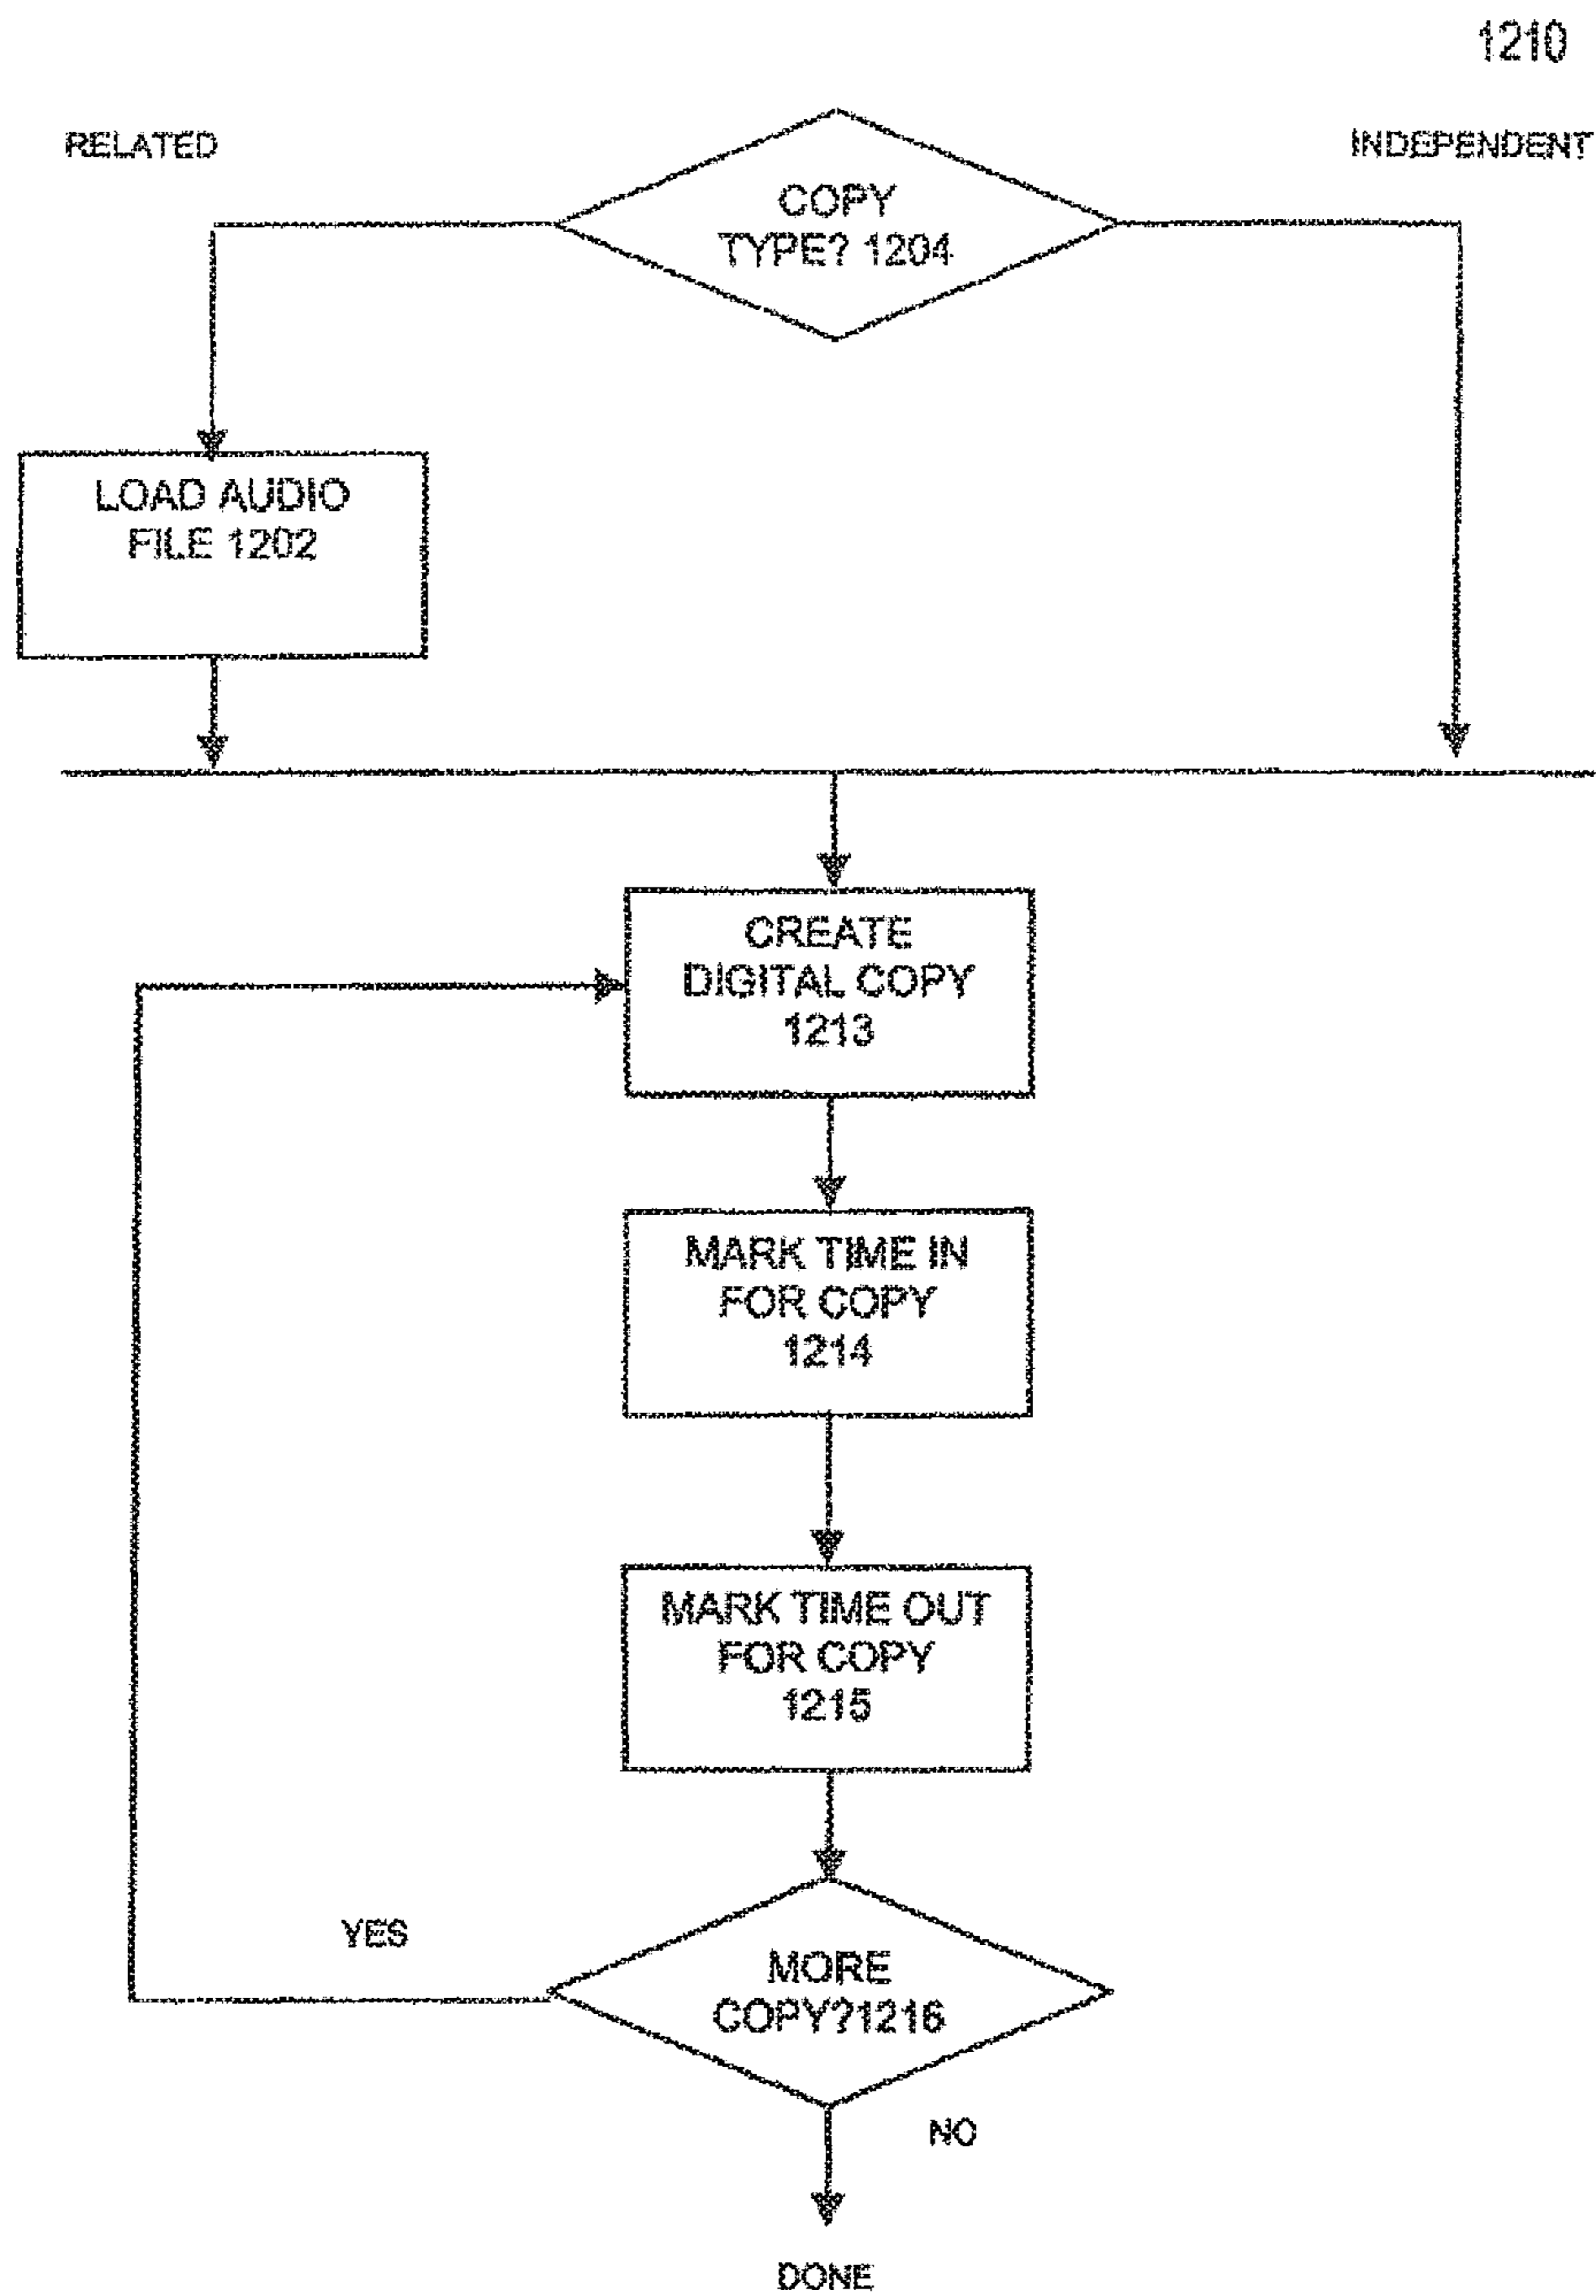 1210
RELATED
INDEPENDENT
COPY
TYPE? 1204
LOAD AUDIO
FILE 1202
CREATE
DIGITAL COPY
1213
MARK TIME IN
FOR COPY
1214
MARK TIME OUT
FOR COPY
1215
YES
MORE
COPY?1216
NO
DONE